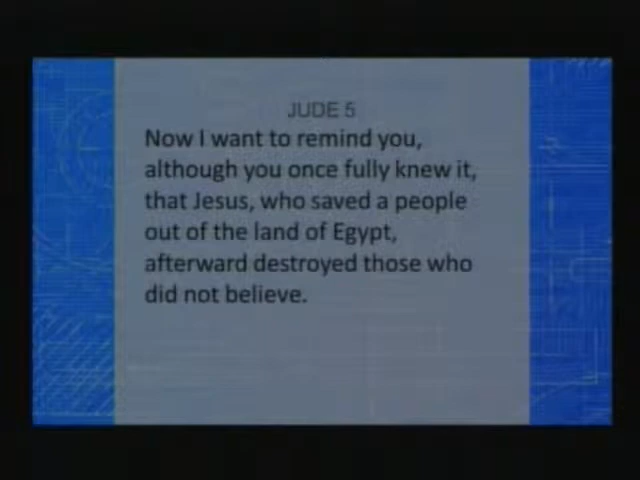 JUDE 5
Now I want to remind you,
although you once fully knew it,
that Jesus, who saved a people
out of the land of Egypt,
afterward destroyed those who
did not believe.